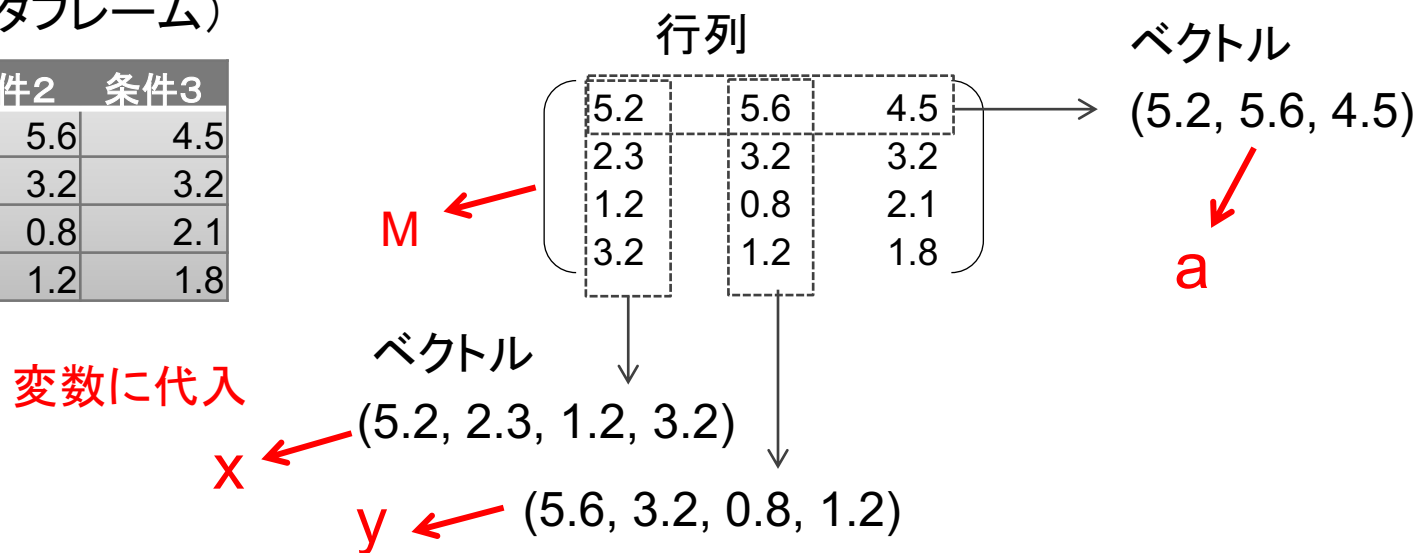 タフレーム)
件2 条件3
5.6 4.5
3.2 3.2
0.8 2.1
1.2 1.8
変数に代入
行列
5.2 5.6 4.5
2.3 3.2 3.2
1.2 0.8 2.1
3.2 1.2 1.8
M
ベクトル
(5.2, 5.6, 4.5)
a
ベクトル
(5.2, 2.3, 1.2, 3.2)
x
(5.6, 3.2, 0.8, 1.2)
y